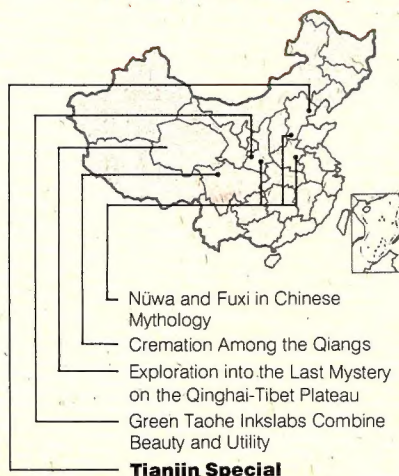 Nüwa and Fuxi in Chinese
Mythology
Cremation Among the Qiangs
Exploration into the Last Mystery
on the Qinghai-Tibet Plateau
Green Taohe Inkslabs Combine
Beauty and Utility
Tianjin Special